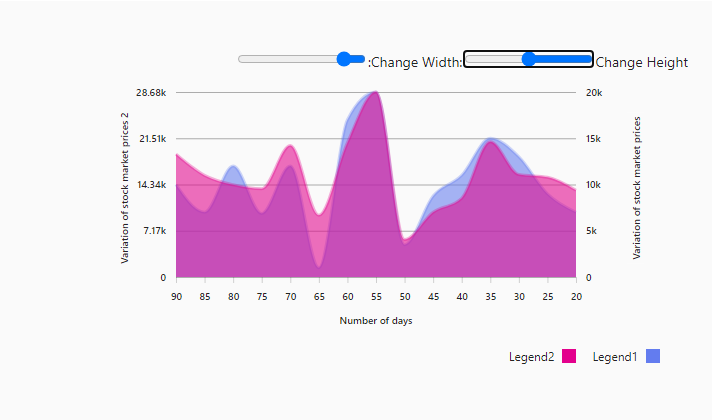 :Change Width: Change Height
28.68k
21.51k
14.34k
7.17k
0
Variation of stock market prices 2
20k
15k
10k
5k
0
Variation of stock market prices
90 85 80 75 70 65 60 55 50 45 40 35 30 25 20
Number of days
Legend2 Legend1